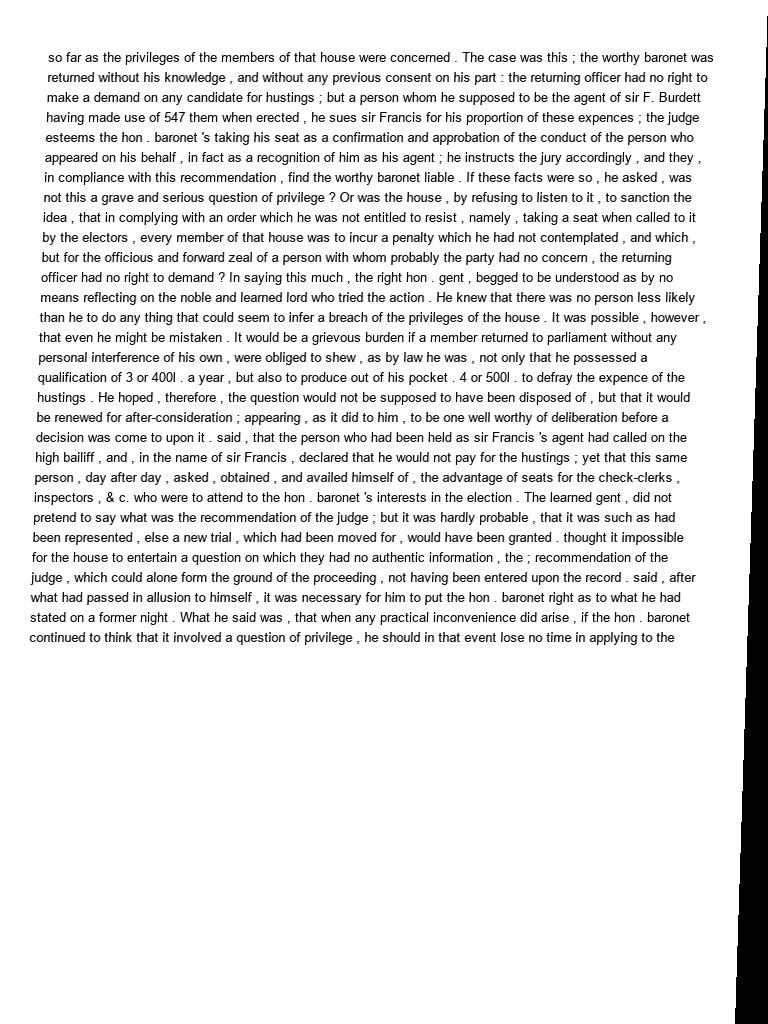 so far as the privileges of the members of that house were concerned . The case was this ; the worthy baronet was
returned without his knowledge , and without any previous consent on his part : the returning officer had no right to
make a demand on any candidate for hustings ; but a person whom he supposed to be the agent of sir F. Burdett
having made use of 547 them when erected , he sues sir Francis for his proportion of these expences ; the judge
esteems the hon . baronet 's taking his seat as a confirmation and approbation of the conduct of the person who
appeared on his behalf , in fact as a recognition of him as his agent ; he instructs the jury accordingly , and they ,
in compliance with this recommendation , find the worthy baronet liable . If these facts were so , he asked , was
not this a grave and serious question of privilege ? Or was the house , by refusing to listen to it , to sanction the
idea , that in complying with an order which he was not entitled to resist , namely , taking a seat when called to it
by the electors , every member of that house was to incur a penalty which he had not contemplated , and which ,
but for the officious and forward zeal of a person with whom probably the party had no concern , the returning
officer had no right to demand ? In saying this much , the right hon . gent , begged to be understood as by no
means reflecting on the noble and learned lord who tried the action . He knew that there was no person less likely
than he to do any thing that could seem to infer a breach of the privileges of the house . It was possible , however ,
that even he might be mistaken . It would be a grievous burden if a member returned to parliament without any
personal interference of his own , were obliged to shew , as by law he was , not only that he possessed a
qualification of 3 or 400l . a year , but also to produce out of his pocket . 4 or 500l . to defray the expence of the
hustings . He hoped , therefore , the question would not be supposed to have been disposed of , but that it would
be renewed for after-consideration ; appearing , as it did to him , to be one well worthy of deliberation before a
decision was come to upon it . said , that the person who had been held as sir Francis 's agent had called on the
high bailiff , and , in the name of sir Francis , declared that he would not pay for the hustings ; yet that this same
person , day after day , asked , obtained , and availed himself of , the advantage of seats for the check-clerks ,
inspectors , & c. who were to attend to the hon . baronet 's interests in the election . The learned gent , did not
pretend to say what was the recommendation of the judge ; but it was hardly probable , that it was such as had
been represented , else a new trial , which had been moved for , would have been granted . thought it impossible
for the house to entertain a question on which they had no authentic information , the ; recommendation of the
judge , which could alone form the ground of the proceeding , not having been entered upon the record . said , after
what had passed in allusion to himself , it was necessary for him to put the hon . baronet right as to what he had
stated on a former night . What he said was , that when any practical inconvenience did arise , if the hon . baronet
continued to think that it involved a question of privilege , he should in that event lose no time in applying to the